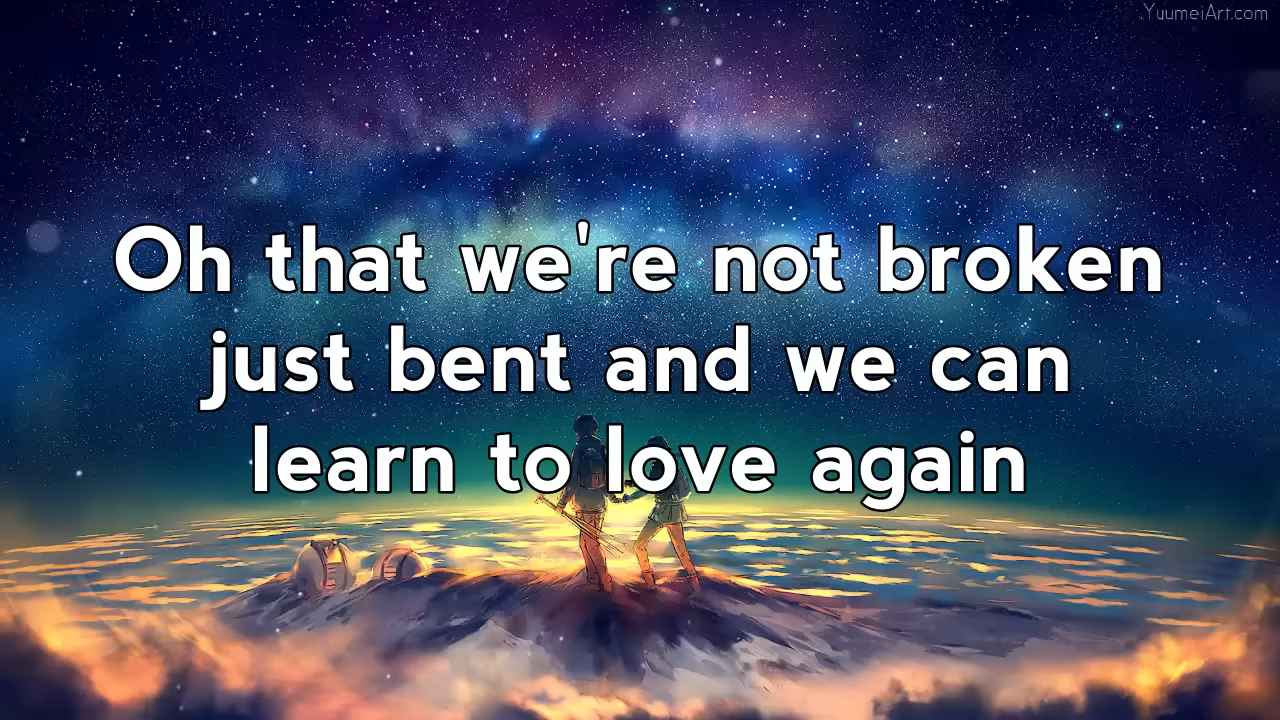 YuumeiArt.com
Oh that we're not broken
just bent and we can
learn to love again